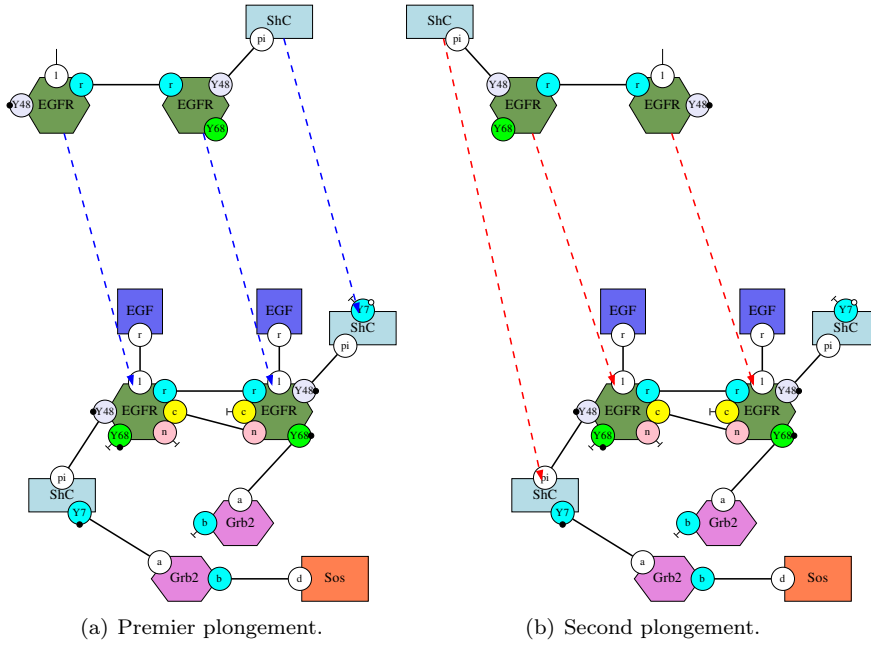 ShC ShC
pi pi
l l
Y48 r r Y48 Y48 r r Y48
EGFR EGFR EGFR EGFR
Y68 Y68
EGF EGF Y7 EGF EGF Y7
ShC ShC
r r pi r r pi
l l l l
Y48 r r Y48 Y48 r r Y48
EGFR c c EGFR EGFR c c EGFR
Y68 n n Y68 Y68 n n Y68
pi pi
ShC a ShC a
Y7 b Grb2 Y7 b Grb2
a a
Grb2 b d Sos Grb2 b d Sos
(a) Premier plongement. (b) Second plongement.